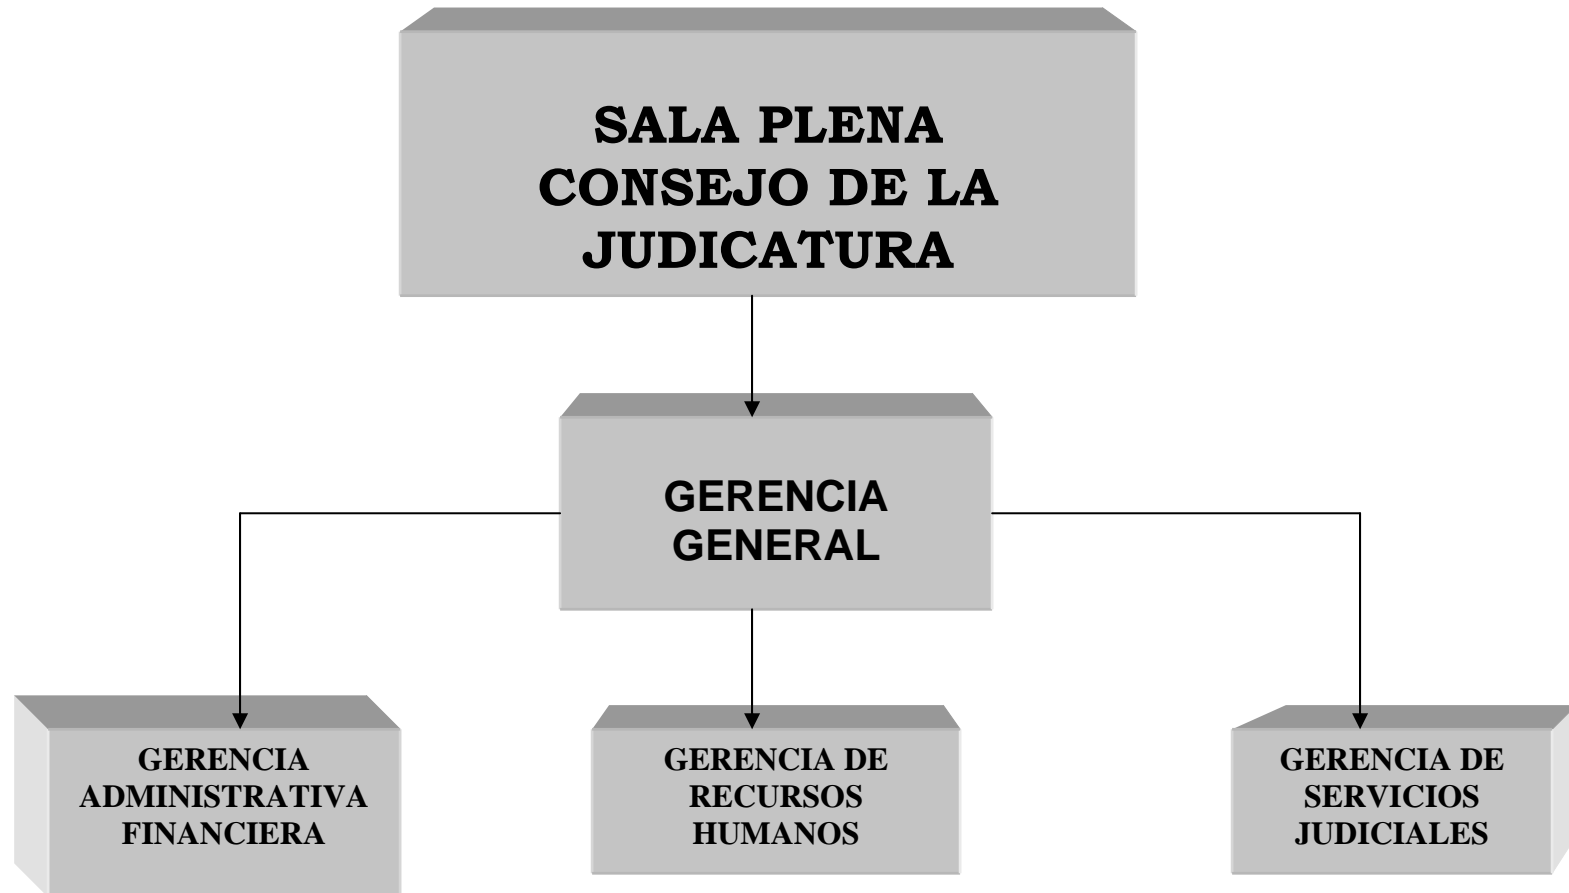 SALA PLENA
CONSEJO DE LA
JUDICATURA
GERENCIA
GENERAL
GERENCIA
ADMINISTRATIVA
FINANCIERA
GERENCIA DE
RECURSOS
HUMANOS
GERENCIA DE
SERVICIOS
JUDICIALES